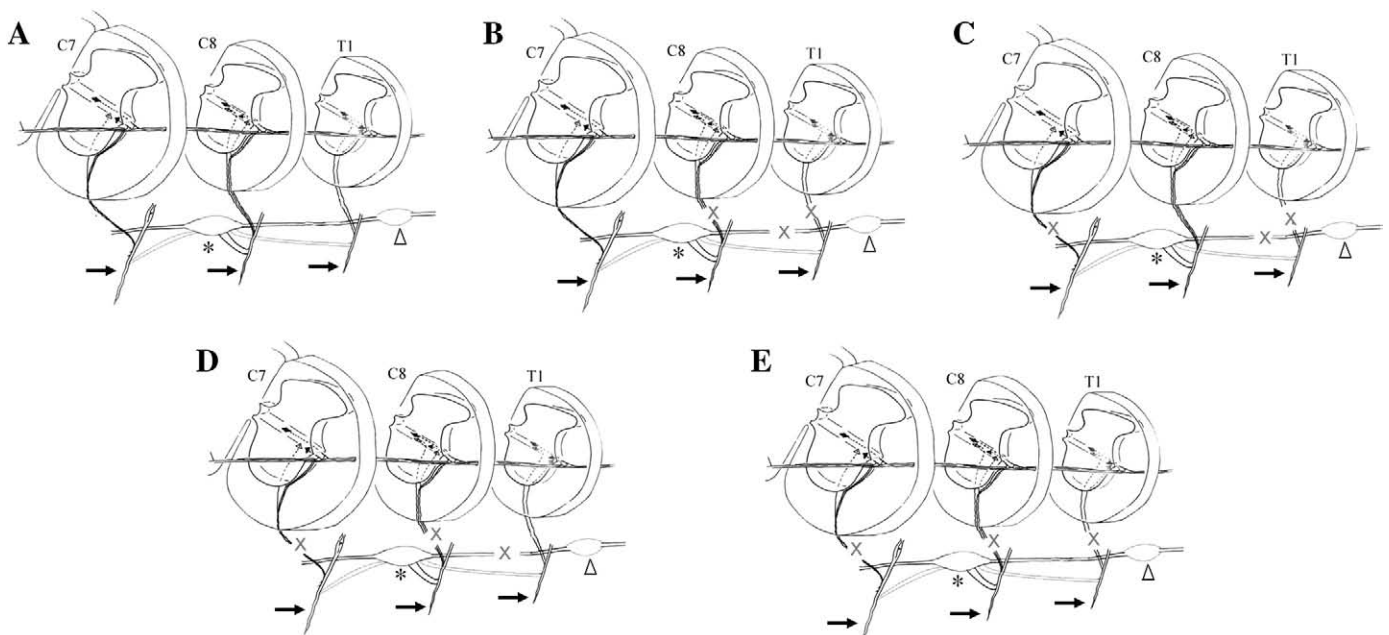 A
C7
C8
T1
*
Δ
B
C7
C8
T1
X
X
X
*
Δ
C
C7
C8
T1
X
X
X
*
Δ
D
C7
C8
T1
X
X
X
*
Δ
E
C7
C8
T1
X
X
X
*
Δ